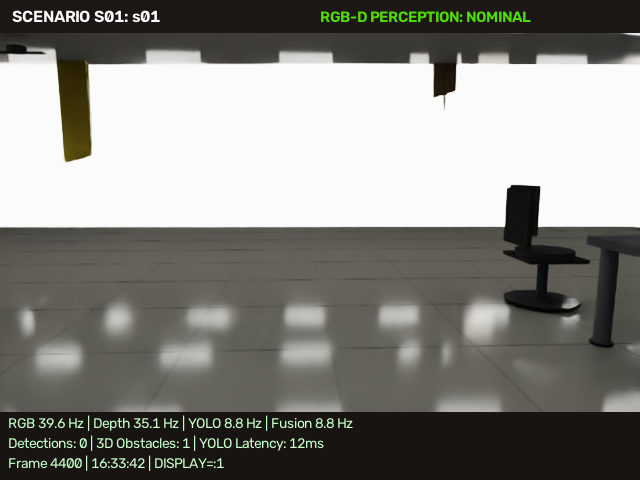 SCENARIO S01: s01
RGB-D PERCEPTION: NOMINAL
RGB 39.6 Hz | Depth 35.1 Hz | YOLO 8.8 Hz | Fusion 8.8 Hz
Detections: 0 | 3D Obstacles: 1 | YOLO Latency: 12ms
Frame 4400 | 16:33:42 | DISPLAY=:1